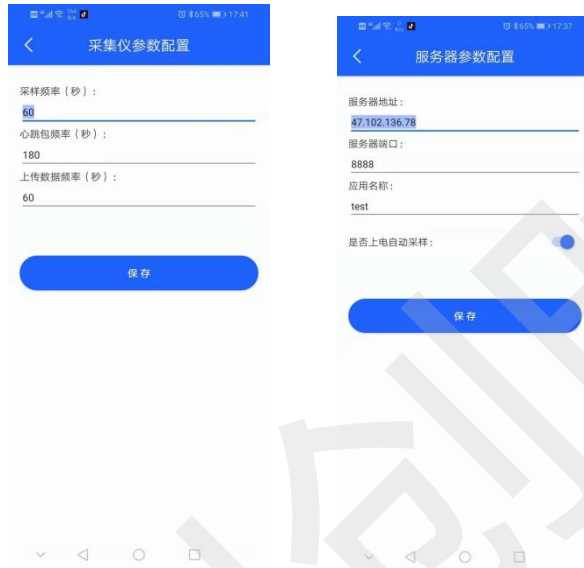 65% 17:41
采集仪参数配置
采样频率（秒）:
60
心跳包频率（秒）:
180
上传数据频率（秒）:
60
保存
65% 17:37
服务器参数配置
服务器地址:
47.102.136.78
服务器端口:
8888
应用名称:
test
是否上电自动采样:
保存